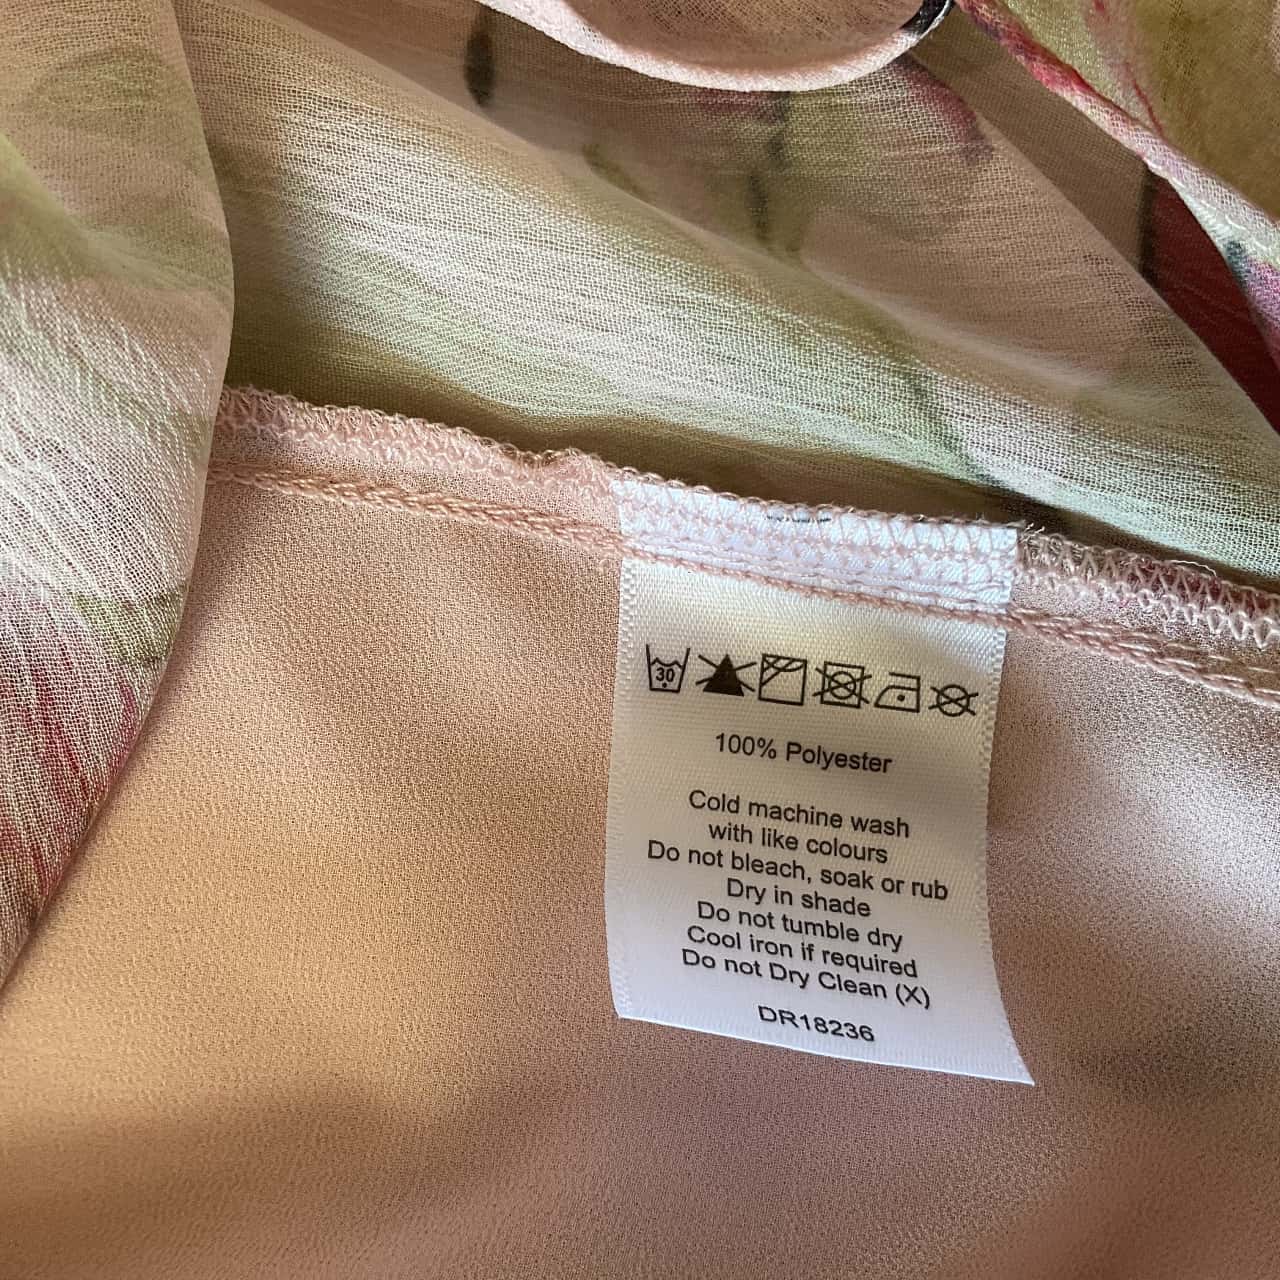 30
100% Polyester
Cold machine wash
with like colours
Do not bleach, soak or rub
Dry in shade
Do not tumble dry
Cool iron if required
Do not Dry Clean (X)
DR18236